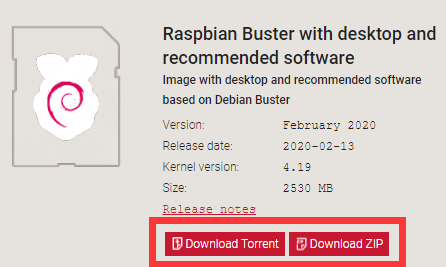 Raspbian Buster with desktop and
recommended software
Image with desktop and recommended software
based on Debian Buster
Version: February 2020
Release date: 2020-02-13
Kernel version: 4.19
Size: 2530 MB
Release notes
Download Torrent Download ZIP